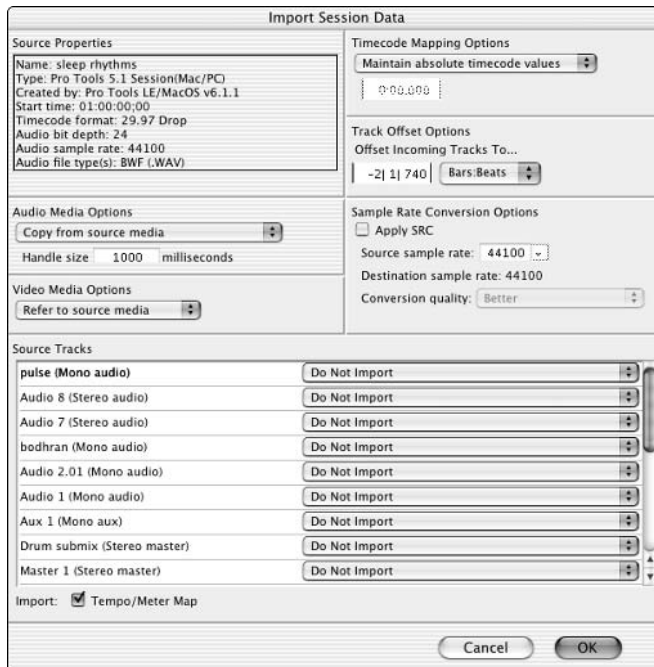 Import Session Data
Source Properties
Name: sleep rhythms
Type: Pro Tools 5.1 Session(Mac/PC)
Created by: Pro Tools LE/MacOS v6.1.1
Start time: 01:00:00;00
Timecode format: 29.97 Drop
Audio bit depth: 24
Audio sample rate: 44100
Audio file type(s): BWF (.WAV)
Timecode Mapping Options
Maintain absolute timecode values
0:00.000
Track Offset Options
Offset Incoming Tracks To...
-2| 1| 740 Bars:Beats
Audio Media Options
Copy from source media
Handle size 1000 milliseconds
Video Media Options
Refer to source media
Sample Rate Conversion Options
Apply SRC
Source sample rate: 44100
Destination sample rate: 44100
Conversion quality: Better
Source Tracks
pulse (Mono audio) Do Not Import
Audio 8 (Stereo audio) Do Not Import
Audio 7 (Stereo audio) Do Not Import
bodhran (Mono audio) Do Not Import
Audio 2.01 (Mono audio) Do Not Import
Audio 1 (Mono audio) Do Not Import
Aux 1 (Mono aux) Do Not Import
Drum submix (Stereo master) Do Not Import
Master 1 (Stereo master) Do Not Import
Import: Tempo/Meter Map
Cancel OK